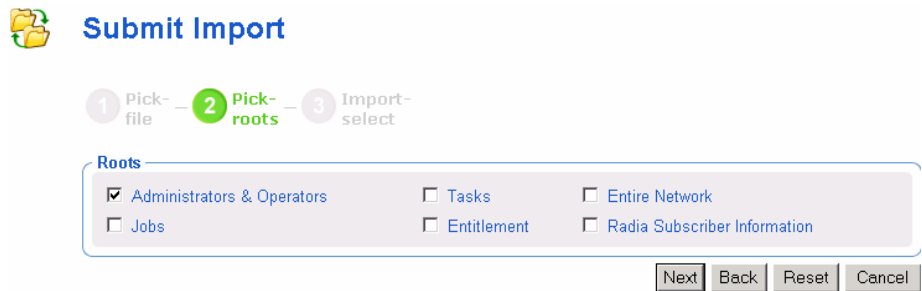 Submit Import
1 Pick-file – 2 Pick-roots – 3 Import-select
Roots
Administrators & Operators Tasks Entire Network
Jobs Entitlement Radia Subscriber Information
Next Back Reset Cancel